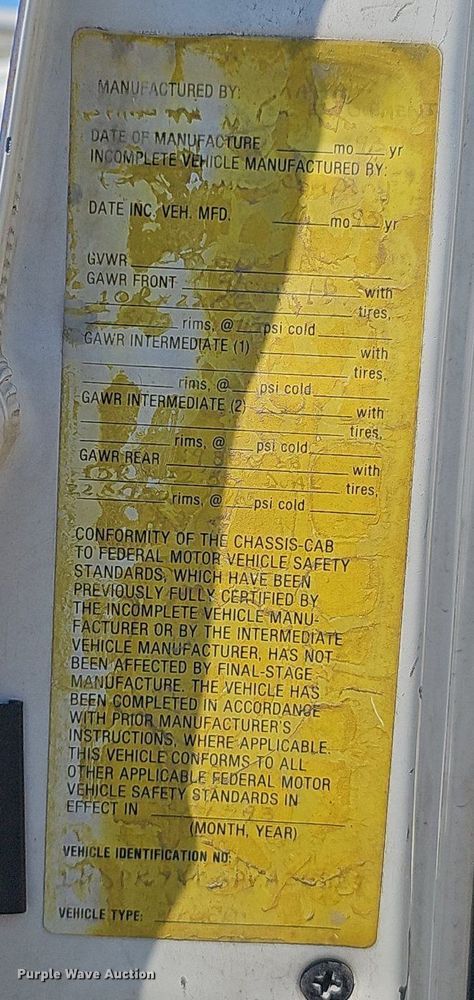 MANUFACTURED BY:
DATE OF MANUFACTURE mo yr
INCOMPLETE VEHICLE MANUFACTURED BY:
DATE INC. VEH. MFD. mo yr
GVWR
GAWR FRONT with
tires,
rims, @ psi cold
GAWR INTERMEDIATE (1) with
tires,
rims, @ psi cold
GAWR INTERMEDIATE (2) with
tires,
rims, @ psi cold
GAWR REAR with
tires,
rims, @ psi cold
CONFORMITY OF THE CHASSIS-CAB
TO FEDERAL MOTOR VEHICLE SAFETY
STANDARDS, WHICH HAVE BEEN
PREVIOUSLY FULLY CERTIFIED BY
THE INCOMPLETE VEHICLE MANU-
FACTURER OR BY THE INTERMEDIATE
VEHICLE MANUFACTURER, HAS NOT
BEEN AFFECTED BY FINAL-STAGE
MANUFACTURE. THE VEHICLE HAS
BEEN COMPLETED IN ACCORDANCE
WITH PRIOR MANUFACTURER'S
INSTRUCTIONS, WHERE APPLICABLE.
THIS VEHICLE CONFORMS TO ALL
OTHER APPLICABLE FEDERAL MOTOR
VEHICLE SAFETY STANDARDS IN
EFFECT IN
(MONTH, YEAR)
VEHICLE IDENTIFICATION NO:
VEHICLE TYPE:
Purple Wave Auction